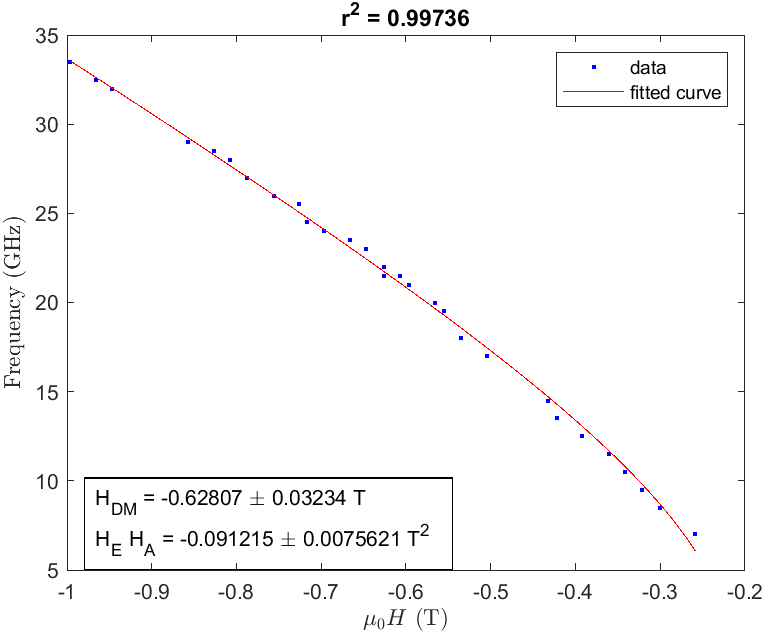 r² = 0.99736
35
30
25
20
15
10
5
Frequency (GHz)
data
fitted curve
H_DM = -0.62807 ± 0.03234 T
H_E H_A = -0.091215 ± 0.0075621 T²
-1 -0.9 -0.8 -0.7 -0.6 -0.5 -0.4 -0.3 -0.2
μ₀H (T)